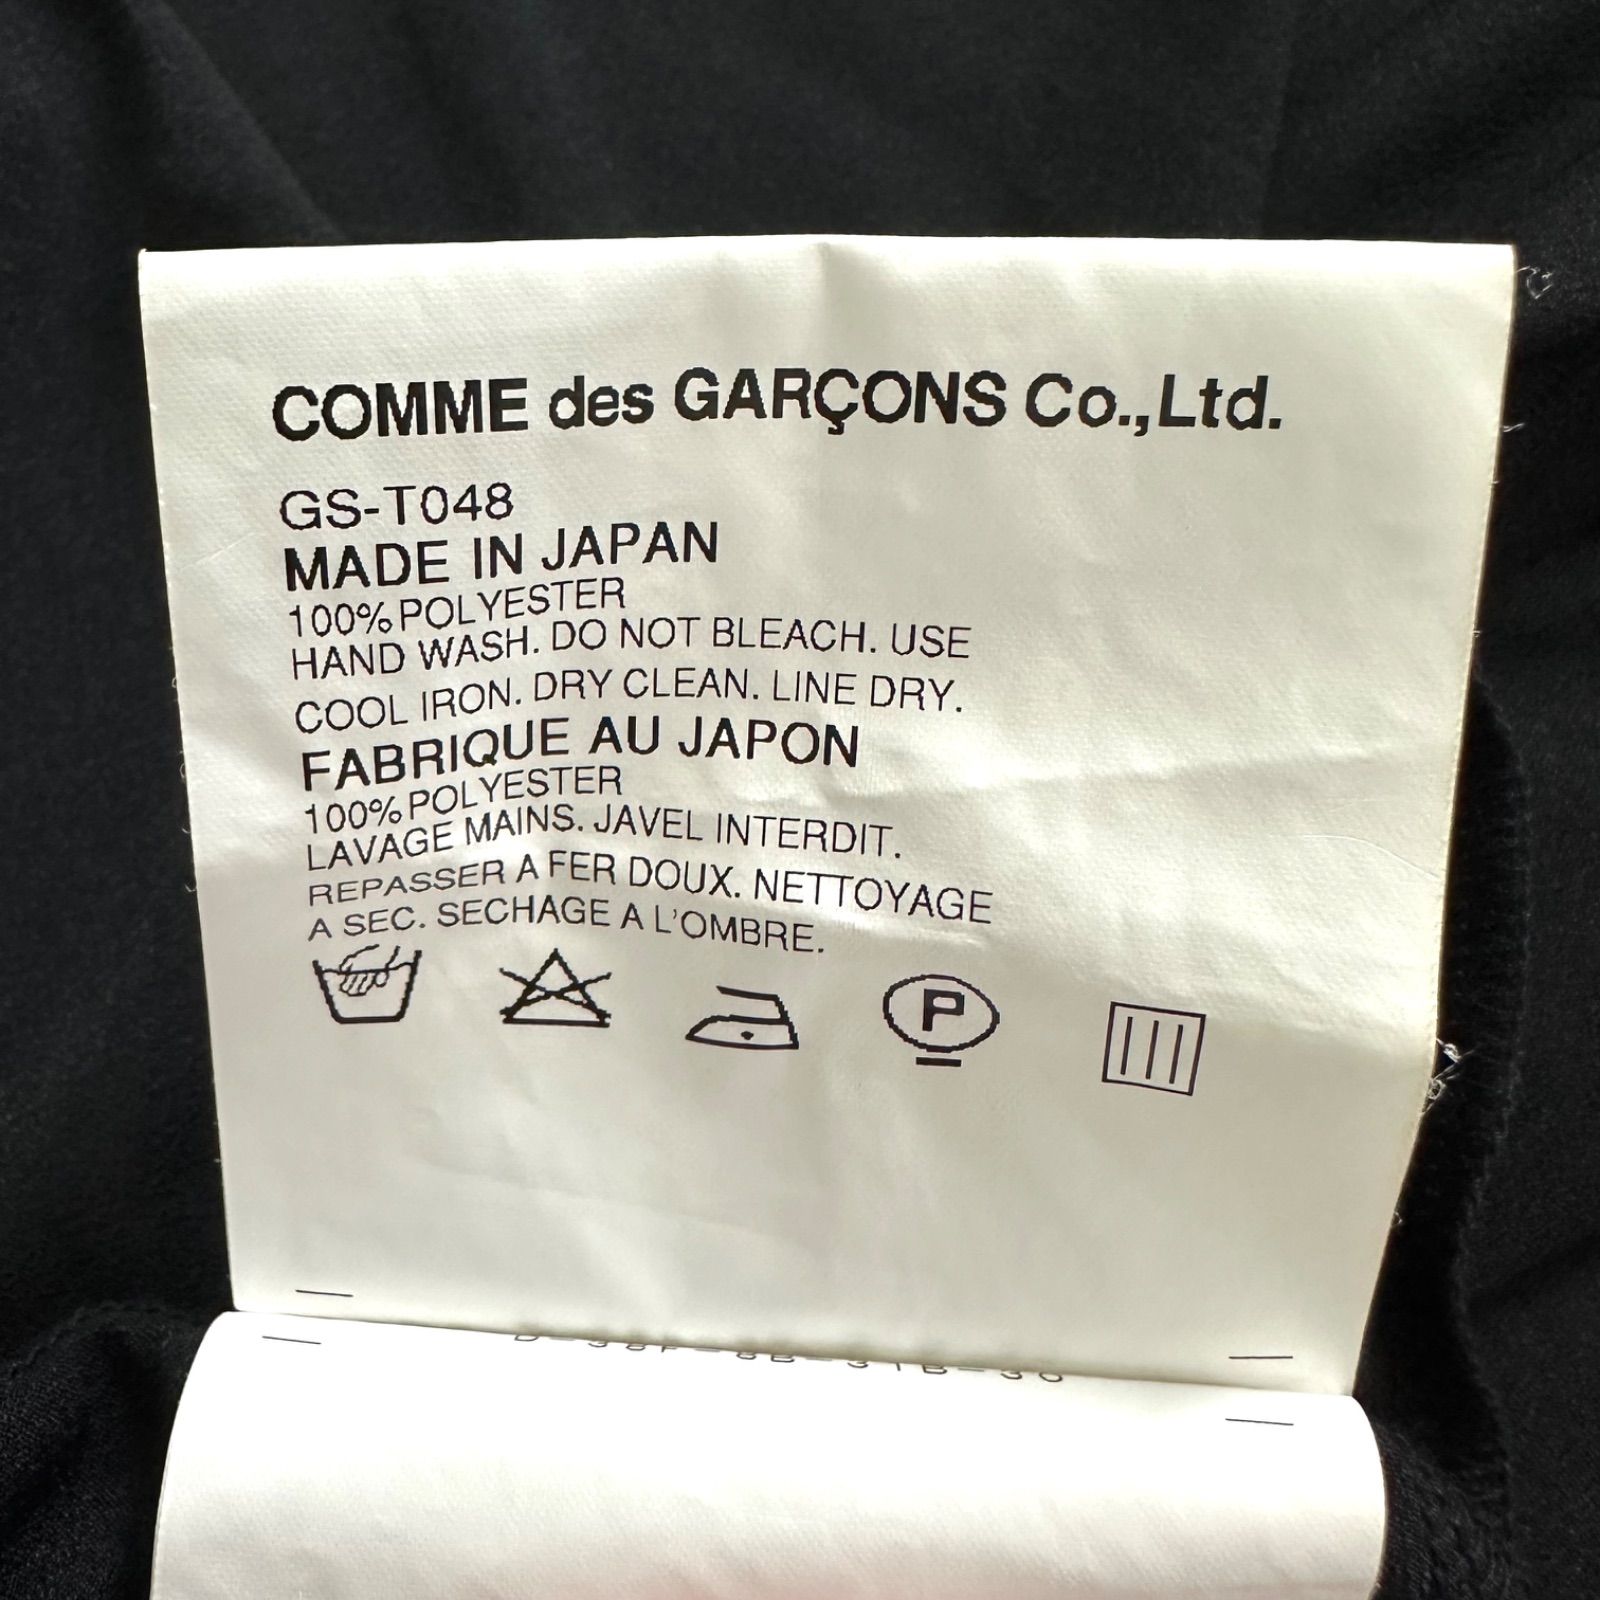 COMME des GARÇONS Co.,Ltd.
GS-T048
MADE IN JAPAN
100%POLYESTER
HAND WASH. DO NOT BLEACH. USE
COOL IRON. DRY CLEAN. LINE DRY.
FABRIQUE AU JAPON
100%POLYESTER
LAVAGE MAINS. JAVEL INTERDIT.
REPASSER A FER DOUX. NETTOYAGE
A SEC. SECHAGE A L'OMBRE.
P